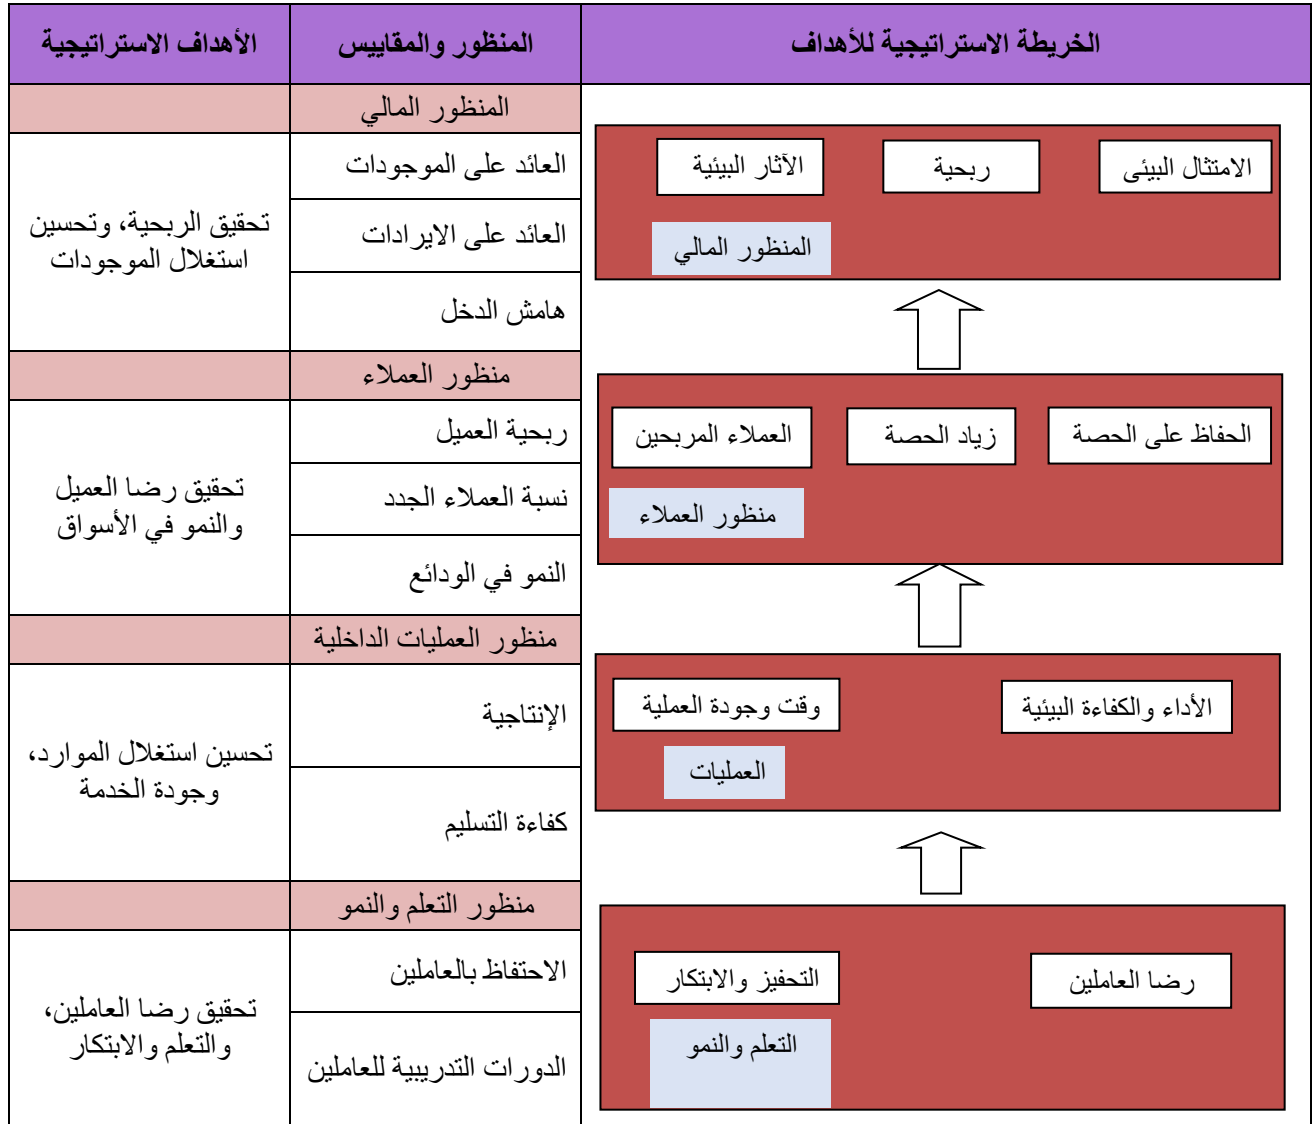 الخريطة الاستراتيجية للأهداف
المنظور والمقاييس
الأهداف الاستراتيجية
المنظور المالي
الامتثال البيئى
ربحية
الآثار البيئية
المنظور المالي
العائد على الموجودات
العائد على الايرادات
هامش الدخل
تحقيق الربحية، وتحسين
استغلال الموجودات
منظور العملاء
الحفاظ على الحصة
زياد الحصة
العملاء المربحين
منظور العملاء
ربحية العميل
نسبة العملاء الجدد
النمو في الودائع
تحقيق رضا العميل
والنمو في الأسواق
منظور العمليات الداخلية
الأداء والكفاءة البيئية
وقت وجودة العملية
العمليات
الإنتاجية
كفاءة التسليم
تحسين استغلال الموارد،
وجودة الخدمة
منظور التعلم والنمو
رضا العاملين
التحفيز والابتكار
التعلم والنمو
الاحتفاظ بالعاملين
الدورات التدريبية للعاملين
تحقيق رضا العاملين،
والتعلم والابتكار